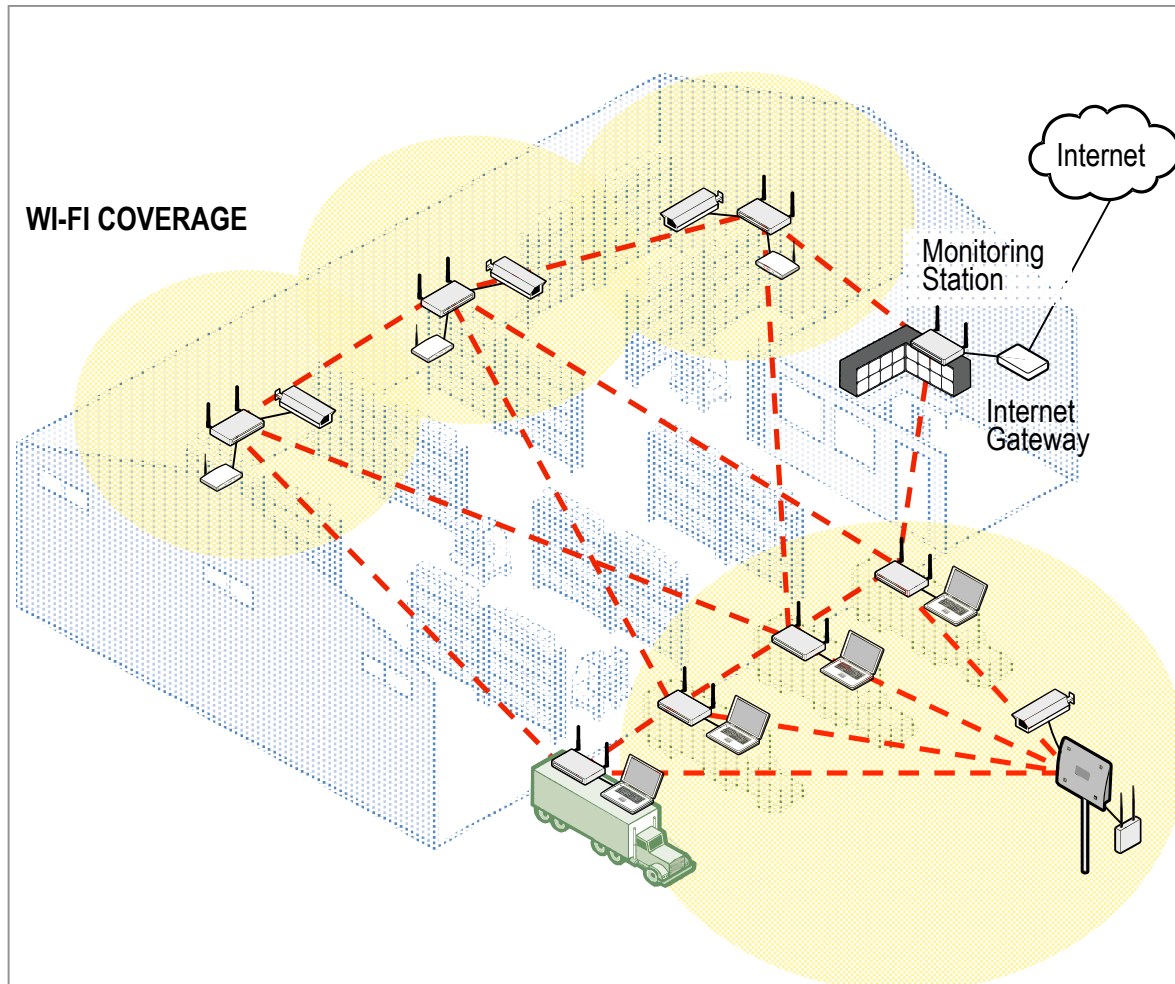 WI-FI COVERAGE
Internet
Monitoring
Station
Internet
Gateway